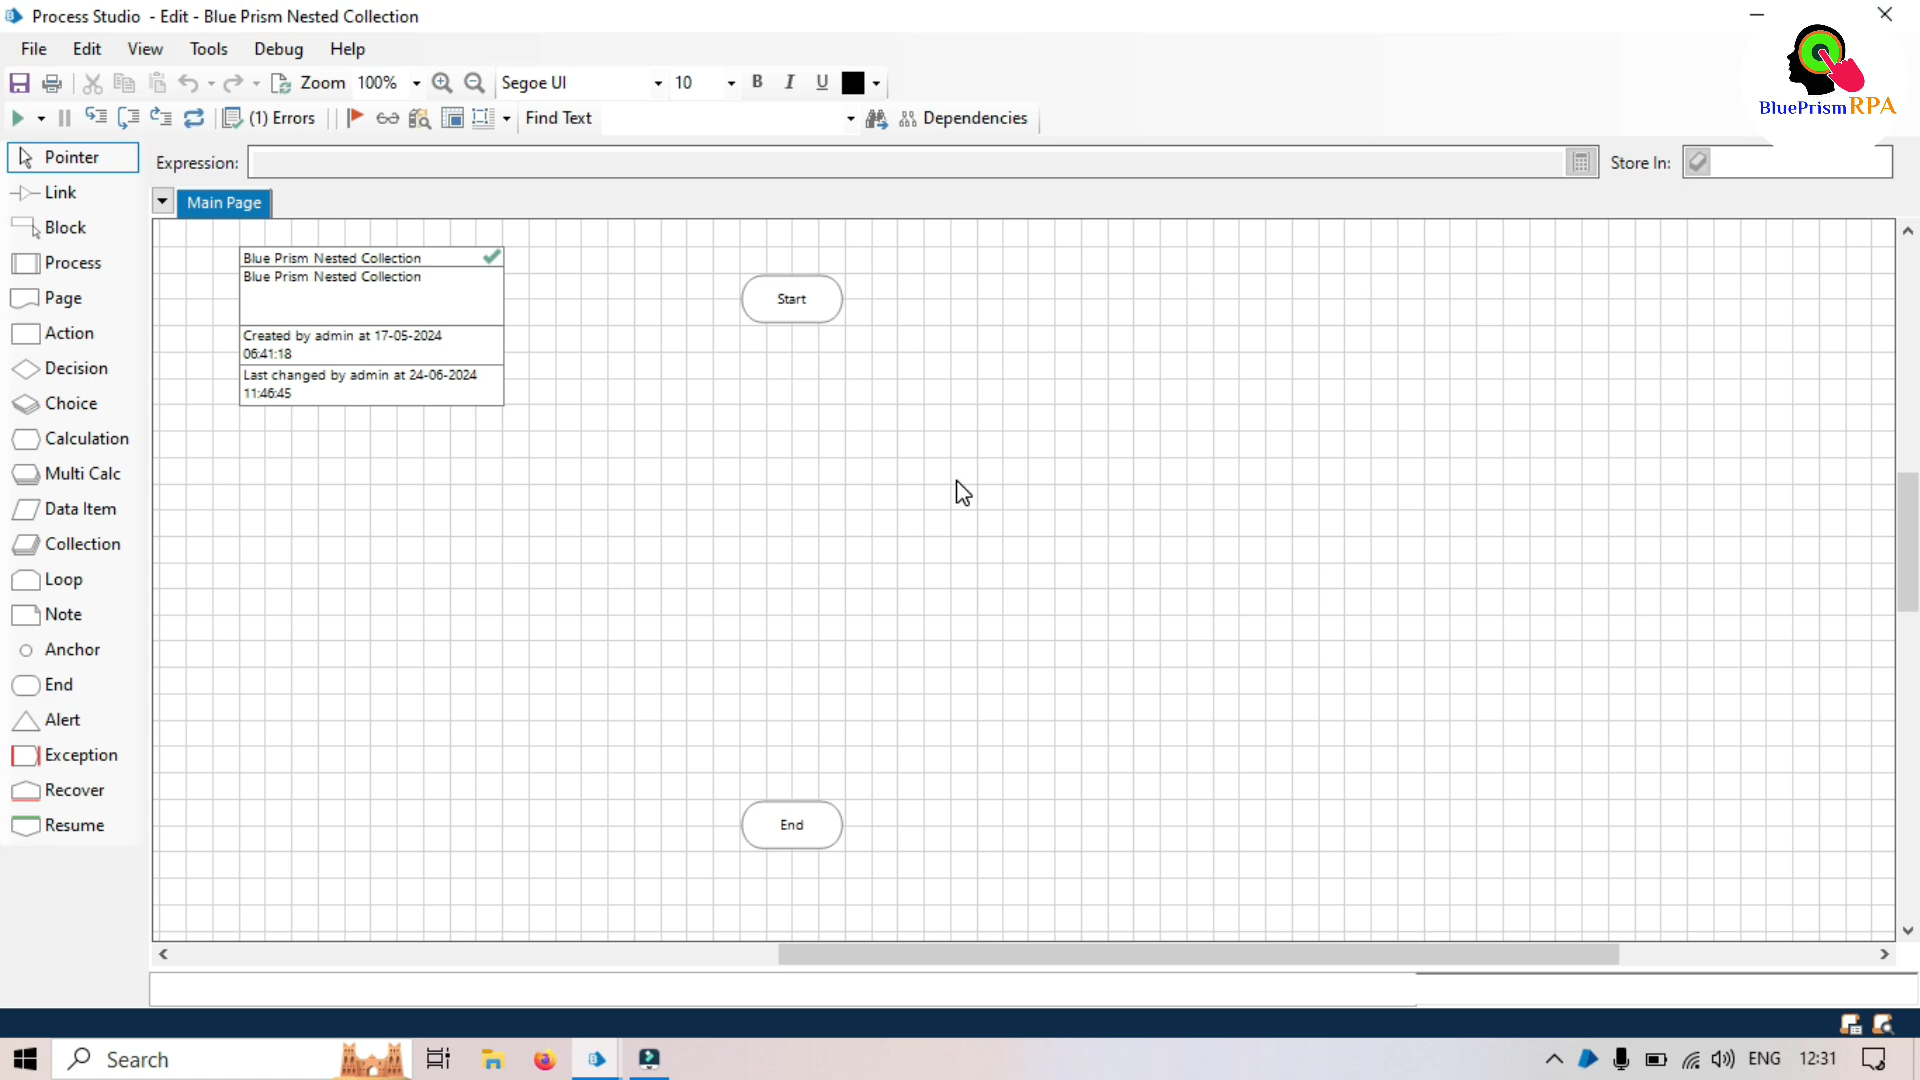 Process Studio - Edit - Blue Prism Nested Collection
File Edit View Tools Debug Help
BluePrism RPA
Zoom 100% Segoe UI 10 B I U
(1) Errors Find Text Dependencies
Pointer
Expression: Store In:
Link
Main Page
Block
Process
Page
Action
Decision
Choice
Calculation
Multi Calc
Data Item
Collection
Loop
Note
Anchor
End
Alert
Exception
Recover
Resume
Blue Prism Nested Collection
Blue Prism Nested Collection
Created by admin at 17-05-2024
06:41:18
Last changed by admin at 24-06-2024
11:46:45
Start
End
Search ENG 12:31